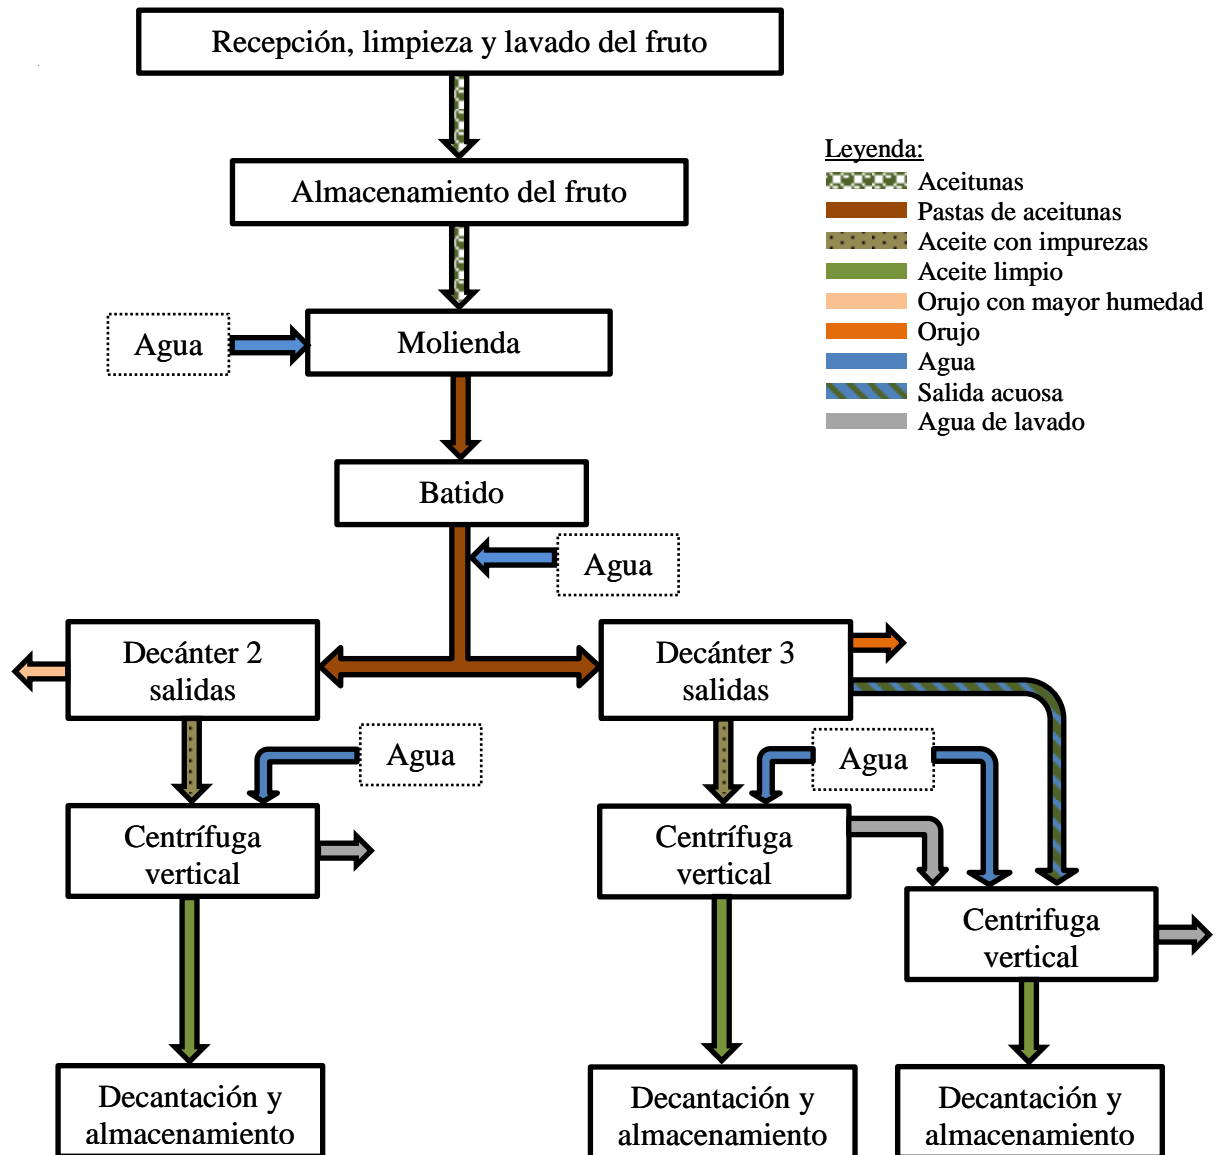 Recepción, limpieza y lavado del fruto
Almacenamiento del fruto
Leyenda:
Aceitunas
Pastas de aceitunas
Aceite con impurezas
Aceite limpio
Orujo con mayor humedad
Orujo
Agua
Salida acuosa
Agua de lavado
Agua
Molienda
Batido
Agua
Decánter 2
salidas
Decánter 3
salidas
Agua
Agua
Centrífuga
vertical
Centrífuga
vertical
Centrifuga
vertical
Decantación y
almacenamiento
Decantación y
almacenamiento
Decantación y
almacenamiento